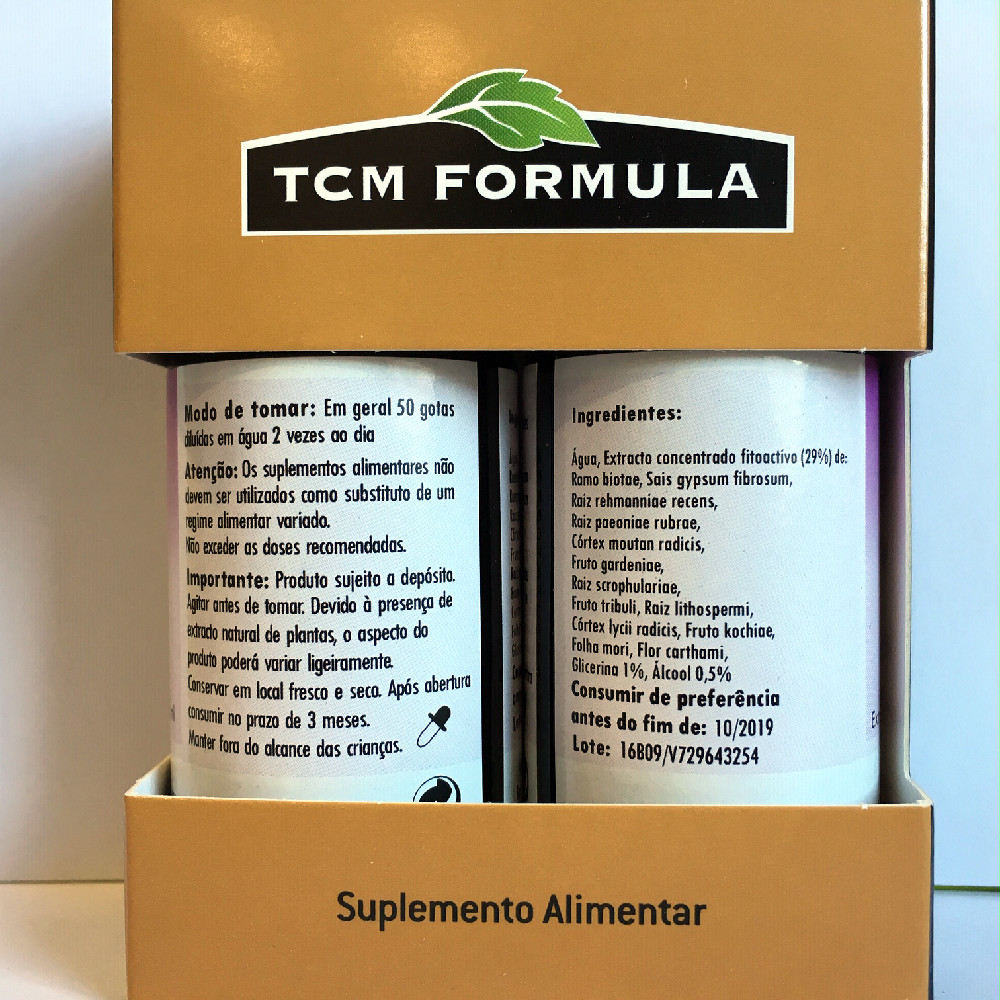 TCM FORMULA
Modo de tomar: Em geral 50 gotas
diluídas em água 2 vezes ao dia
Atenção: Os suplementos alimentares não
devem ser utilizados como substituto de um
regime alimentar variado.
Não exceder as doses recomendadas.
Importante: Produto sujeito a depósito.
Agitar antes de tomar. Devido à presença de
extracto natural de plantas, o aspecto do
produto poderá variar ligeiramente.
Conservar em local fresco e seco. Após abertura
consumir no prazo de 3 meses.
Manter fora do alcance das crianças.
Ingredientes:
Água, Extracto concentrado fitoactivo (29%) de:
Ramo biotae, Sais gypsum fibrosum,
Raiz rehmanniae recens,
Raiz paeoniae rubrae,
Córtex moutan radicis,
Fruto gardeniae,
Raiz scrophulariae,
Fruto tribuli, Raiz lithospermi,
Córtex lycii radicis, Fruto kochiae,
Folha mori, Flor carthami,
Glicerina 1%, Álcool 0,5%
Consumir de preferência
antes do fim de: 10/2019
Lote: 16B09/V729643254
Suplemento Alimentar